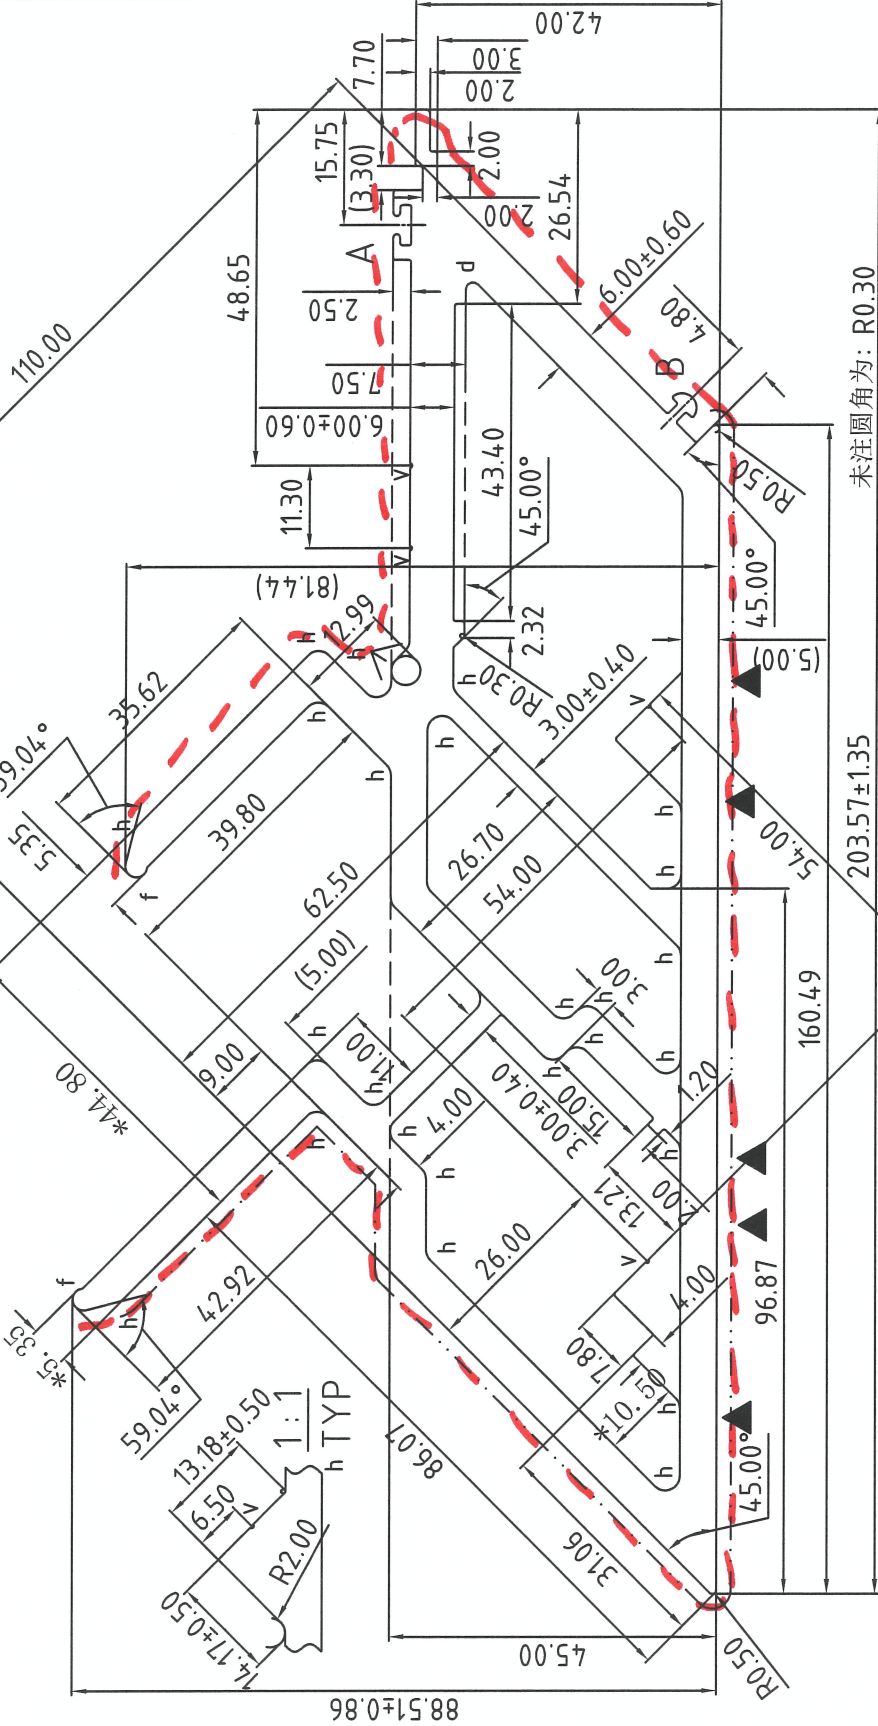 42.00
7.70
3.00
2.00
15.75
(3.30)
2.00
2.00
26.54
48.65
A
d
110.00
2.50
6.00±0.60
4.80
7.50
B
6.00±0.60
43.40
45.00°
11.30
v
v
R0.50
45.00°
未注圆角为: R0.30
(81.44)
2.99
h
h
2.32
R0.30
(5.00)
35.62
h
h
3.00±0.40
v
59.04°
h
h
5.35
h
39.80
26.70
h
54.00
f
62.50
54.00
h
203.57±1.35
(5.00)
h
h
h
3.00
160.49
h
11.00
h
h
h
9.00
*44.80
h
4.00
3.00±0.40
15.00
1.20
h
h
h
13.21
2.00
v
26.00
h
v
f
h
42.92
4.00
96.87
*5.35
7.80
59.04°
*10.50
h
13.18±0.50
1:1
TYP
h
86.07
h
45.00°
6.50
v
R2.00
31.06
14.17±0.50
45.00
R0.50
88.51±0.86